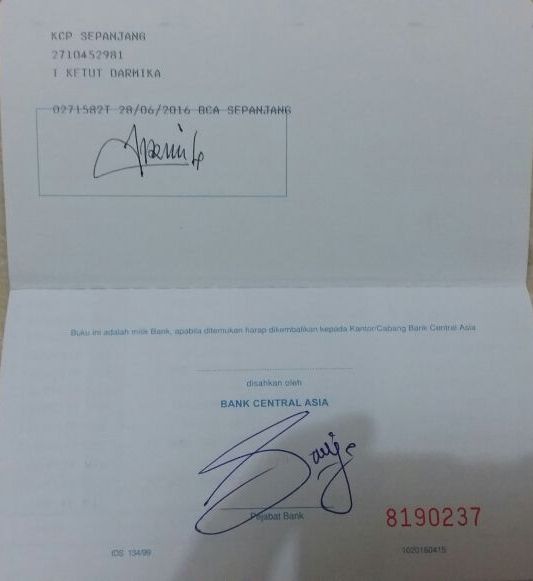 KCP SEPANJANG
2710452981
I KETUT DARMIKA
0271582T 28/06/2016 BCA SEPANJANG
Buku ini adalah milik Bank, apabila ditemukan harap dikembalikan kepada Kantor/Cabang Bank Central Asia
disahkan oleh
BANK CENTRAL ASIA
Pejabat Bank
8190237
IDS 134/99
1020160415